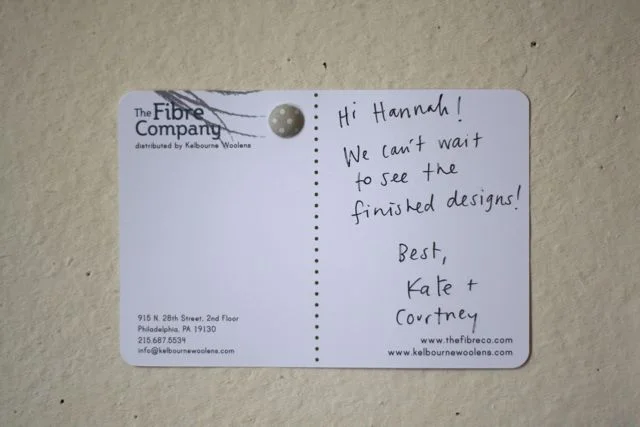 The Fibre
Company
distributed by Kelbourne Woolens
915 N. 28th Street, 2nd Floor
Philadelphia, PA 19130
215.687.5534
info@kelbournewoolens.com
Hi Hannah!
We can't wait
to see the
finished designs!
Best,
Kate +
Courtney
www.thefibreco.com
www.kelbournewoolens.com